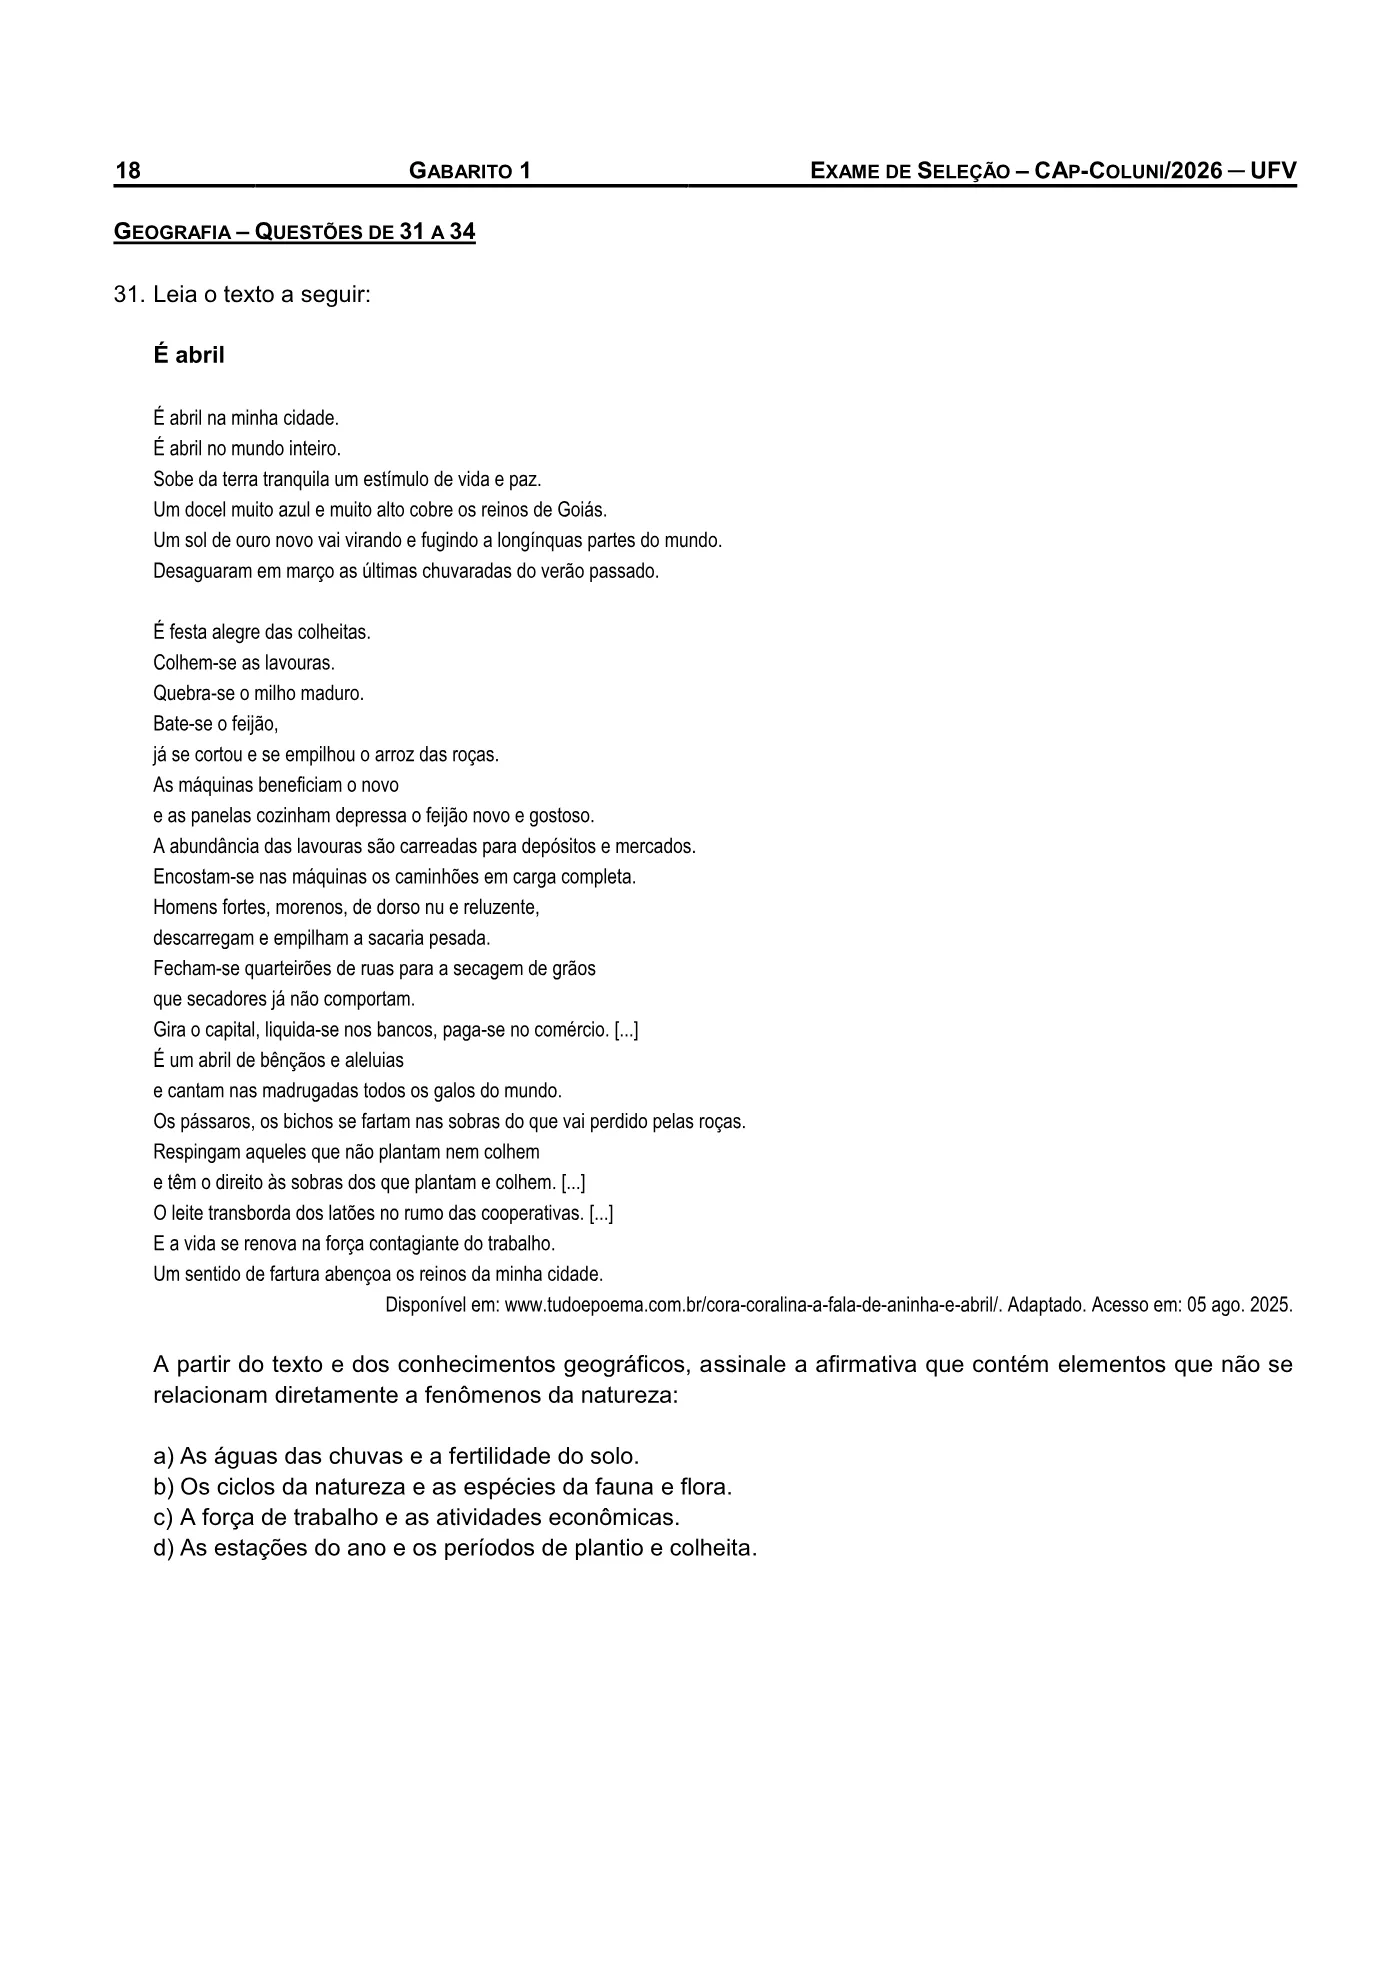 18 GABARITO 1 EXAME DE SELEÇÃO – CAP-COLUNI/2026 — UFV
GEOGRAFIA – QUESTÕES DE 31 A 34
31. Leia o texto a seguir:
É abril
É abril na minha cidade.
É abril no mundo inteiro.
Sobe da terra tranquila um estímulo de vida e paz.
Um docel muito azul e muito alto cobre os reinos de Goiás.
Um sol de ouro novo vai virando e fugindo a longínquas partes do mundo.
Desaguaram em março as últimas chuvaradas do verão passado.
É festa alegre das colheitas.
Colhem-se as lavouras.
Quebra-se o milho maduro.
Bate-se o feijão,
já se cortou e se empilhou o arroz das roças.
As máquinas beneficiam o novo
e as panelas cozinham depressa o feijão novo e gostoso.
A abundância das lavouras são carreadas para depósitos e mercados.
Encostam-se nas máquinas os caminhões em carga completa.
Homens fortes, morenos, de dorso nu e reluzente,
descarregam e empilham a sacaria pesada.
Fecham-se quarteirões de ruas para a secagem de grãos
que secadores já não comportam.
Gira o capital, liquida-se nos bancos, paga-se no comércio. [...]
É um abril de bênçãos e aleluias
e cantam nas madrugadas todos os galos do mundo.
Os pássaros, os bichos se fartam nas sobras do que vai perdido pelas roças.
Respingam aqueles que não plantam nem colhem
e têm o direito às sobras dos que plantam e colhem. [...]
O leite transborda dos latões no rumo das cooperativas. [...]
E a vida se renova na força contagiante do trabalho.
Um sentido de fartura abençoa os reinos da minha cidade.
Disponível em: www.tudoepoema.com.br/cora-coralina-a-fala-de-aninha-e-abril/. Adaptado. Acesso em: 05 ago. 2025.
A partir do texto e dos conhecimentos geográficos, assinale a afirmativa que contém elementos que não se
relacionam diretamente a fenômenos da natureza:
a) As águas das chuvas e a fertilidade do solo.
b) Os ciclos da natureza e as espécies da fauna e flora.
c) A força de trabalho e as atividades econômicas.
d) As estações do ano e os períodos de plantio e colheita.